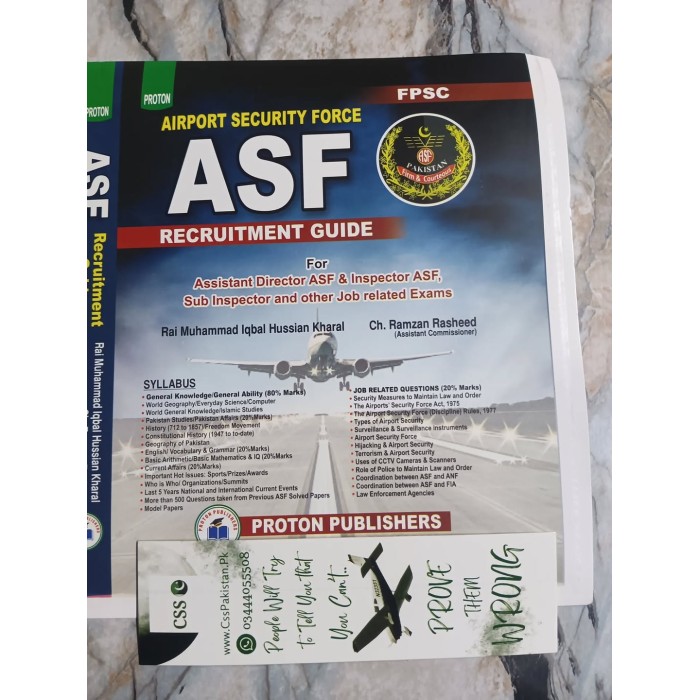 PROTON
ASF
Recruitment
Rai Muhammad Iqbal Hussian Kharal
PROTON
FPSC
AIRPORT SECURITY FORCE
ASF
ASF
PAKISTAN
Firm & Courteous
RECRUITMENT GUIDE
For
Assistant Director ASF & Inspector ASF,
Sub Inspector and other Job related Exams
Rai Muhammad Iqbal Hussian Kharal
Ch. Ramzan Rasheed
(Assistant Commissioner)
SYLLABUS
• General Knowledge/General Ability (80% Marks)
• World Geography/Everyday Science/Computer
• World General Knowledge/Islamic Studies
• Pakistan Studies/Pakistan Affairs (20%Marks)
• History (712 to 1857)/Freedom Movement
• Constitutional History (1947 to to-date)
• Geography of Pakistan
• English/ Vocabulary & Grammar (20%Marks)
• Basic Arithmetic/Basic Mathematics & IQ (20%Marks
• Current Affairs (20%Marks)
• Important Hot Issues: Sports/Prizes/Awards
• Who is Who/ Organizations/Summits
• Last 5 Years National and International Current Events
• More than 500 Questions taken from Previous ASF Solved Papers
• Model Papers
JOB RELATED QUESTIONS (20% Marks)
• Security Measures to Maintain Law and Order
• The Airports' Security Force Act, 1975
• The Airport Security Force (Discipline) Rules, 1977
• Types of Airport Security
• Surveillance & Surveillance instruments
• Airport Security Force
• Hijacking & Airport Security
• Terrorism & Airport Security
• Uses of CCTV Cameras & Scanners
• Role of Police to Maintain Law and Order
• Coordination between ASF and ANF
• Coordination between ASF and FIA
• Law Enforcement Agencies
PROTON PUBLISHERS
PROTON PUBLISHERS
CSS
www.CssPakistan.Pk
03444055508
People Will Try
to Tell You that
You Can't..
PROVE
THEM
WRONG